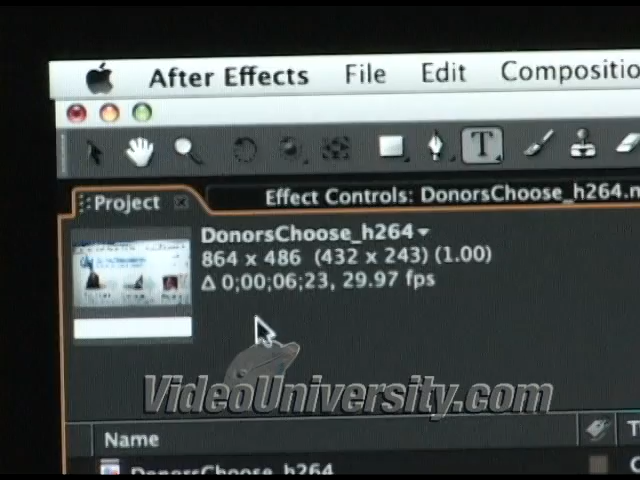 After Effects File Edit Compositio
Effect Controls: DonorsChoose_h264.m
Project
DonorsChoose_h264
864 x 486 (432 x 243) (1.00)
Δ 0;00;06;23, 29.97 fps
VideoUniversity.com
Name
T
DonorsChoose_h264